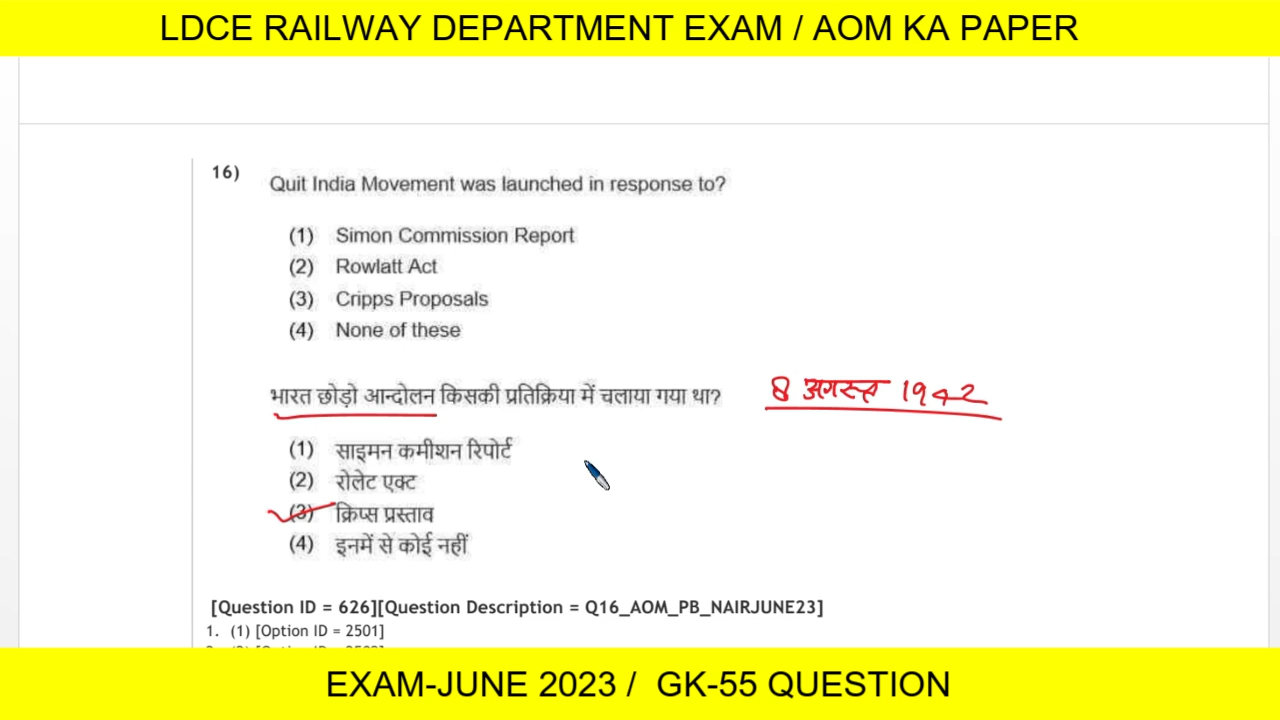 LDCE RAILWAY DEPARTMENT EXAM / AOM KA PAPER
16)
Quit India Movement was launched in response to?
(1) Simon Commission Report
(2) Rowlatt Act
(3) Cripps Proposals
(4) None of these
भारत छोड़ो आन्दोलन किसकी प्रतिक्रिया में चलाया गया था? 8 अगस्त 1942
(1) साइमन कमीशन रिपोर्ट
(2) रोलेट एक्ट
(3) क्रिप्स प्रस्ताव
(4) इनमें से कोई नहीं
[Question ID = 626][Question Description = Q16_AOM_PB_NAIRJUNE23]
1. (1) [Option ID = 2501]
EXAM-JUNE 2023 / GK-55 QUESTION